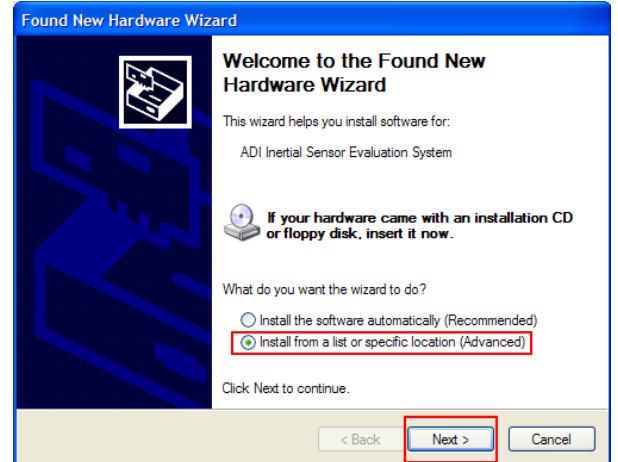 Found New Hardware Wizard
Welcome to the Found New
Hardware Wizard
This wizard helps you install software for:
ADI Inertial Sensor Evaluation System
If your hardware came with an installation CD
or floppy disk, insert it now.
What do you want the wizard to do?
Install the software automatically (Recommended)
Install from a list or specific location (Advanced)
Click Next to continue.
< Back Next > Cancel